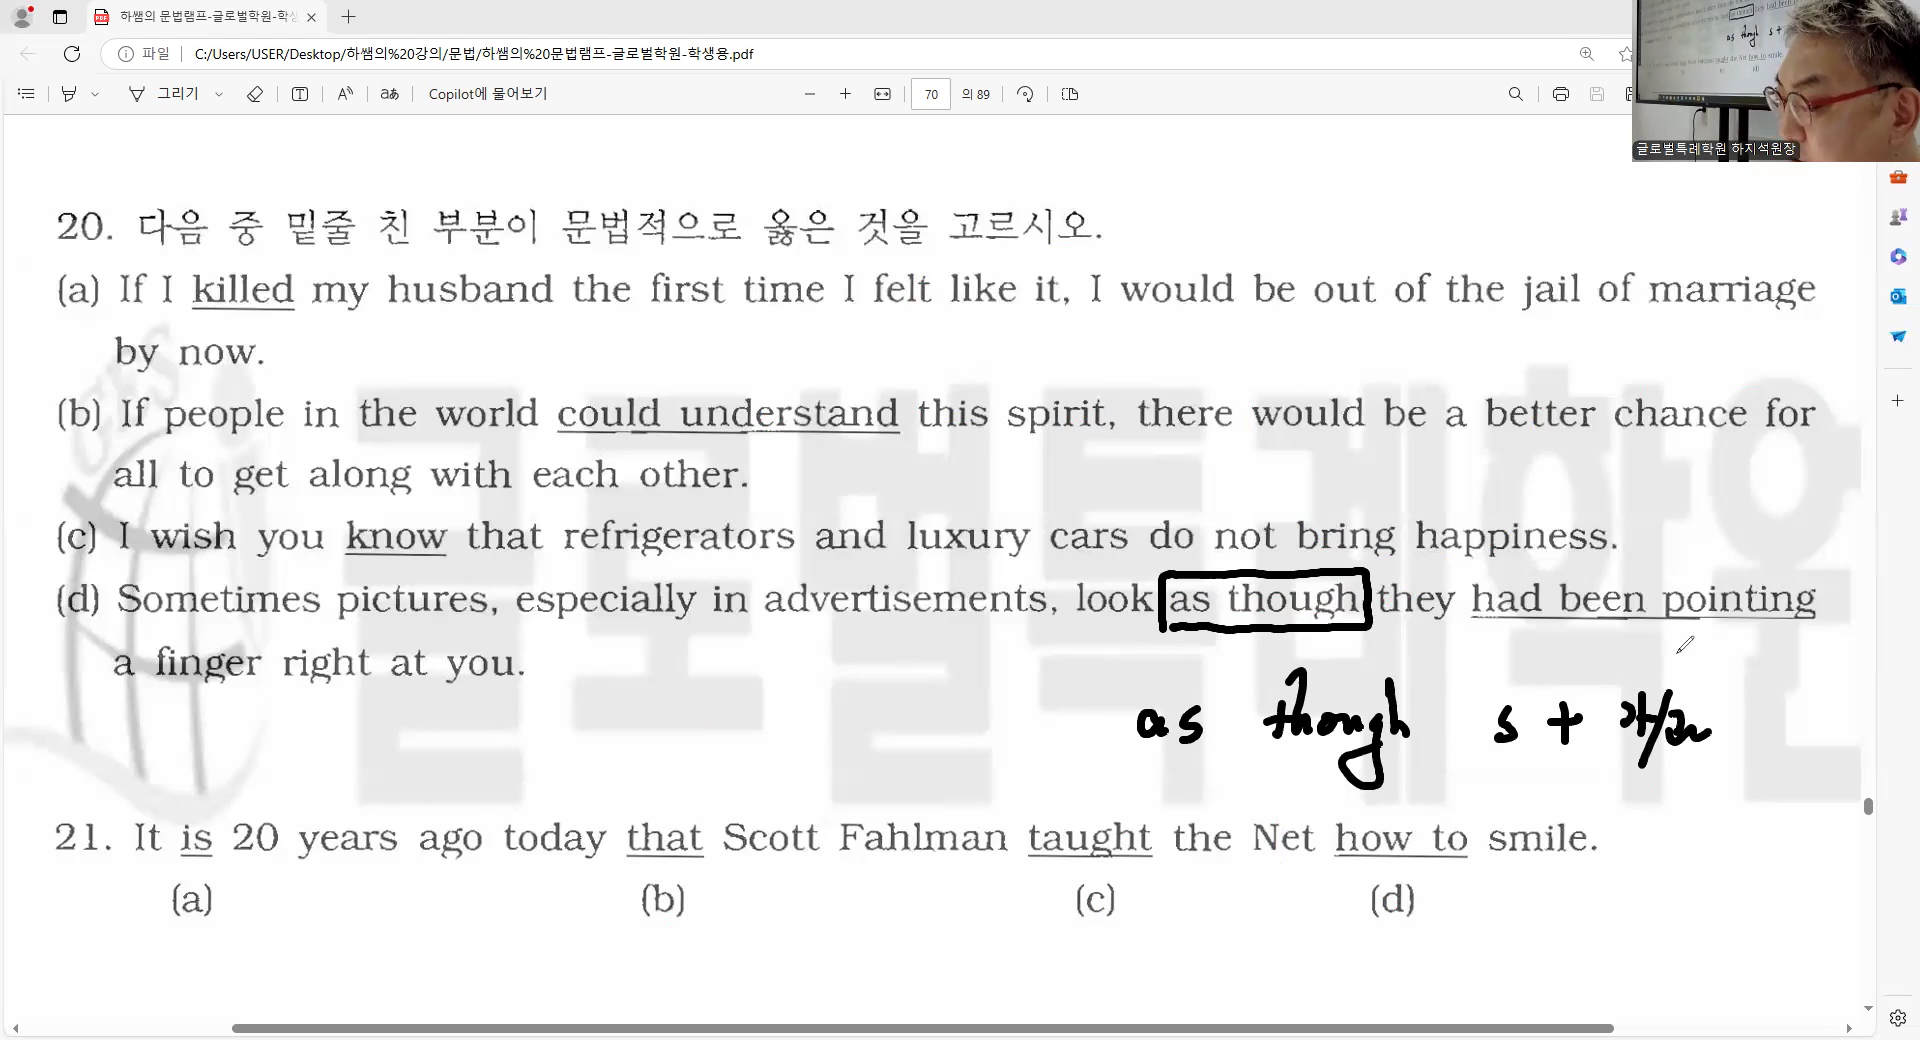 하쌤의 문법램프-글로벌학원-학생
파일 C:/Users/USER/Desktop/하쌤의%20강의/문법/하쌤의%20문법램프-글로벌학원-학생용.pdf
그리기 Copilot에 물어보기 70 의 89
글로벌특례학원 하지석원장
20. 다음 중 밑줄 친 부분이 문법적으로 옳은 것을 고르시오.
(a) If I killed my husband the first time I felt like it, I would be out of the jail of marriage
by now.
(b) If people in the world could understand this spirit, there would be a better chance for
all to get along with each other.
(c) I wish you know that refrigerators and luxury cars do not bring happiness.
(d) Sometimes pictures, especially in advertisements, look as though they had been pointing
a finger right at you.
as though s +
21. It is 20 years ago today that Scott Fahlman taught the Net how to smile.
(a) (b) (c) (d)
글로벌특례학원